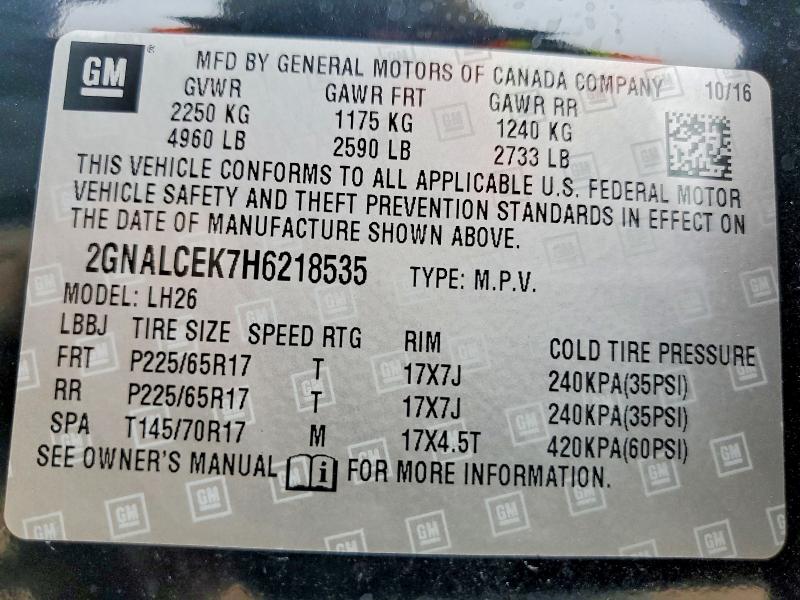 GM
MFD BY GENERAL MOTORS OF CANADA COMPANY 10/16
GVWR GAWR FRT GAWR RR
2250 KG 1175 KG 1240 KG
4960 LB 2590 LB 2733 LB
THIS VEHICLE CONFORMS TO ALL APPLICABLE U.S. FEDERAL MOTOR
VEHICLE SAFETY AND THEFT PREVENTION STANDARDS IN EFFECT ON
THE DATE OF MANUFACTURE SHOWN ABOVE.
2GNALCEK7H6218535 TYPE: M.P.V.
MODEL: LH26
LBBJ TIRE SIZE SPEED RTG RIM COLD TIRE PRESSURE
FRT P225/65R17 T 17X7J 240KPA(35PSI)
RR P225/65R17 T 17X7J 240KPA(35PSI)
SPA T145/70R17 M 17X4.5T 420KPA(60PSI)
SEE OWNER'S MANUAL i FOR MORE INFORMATION.